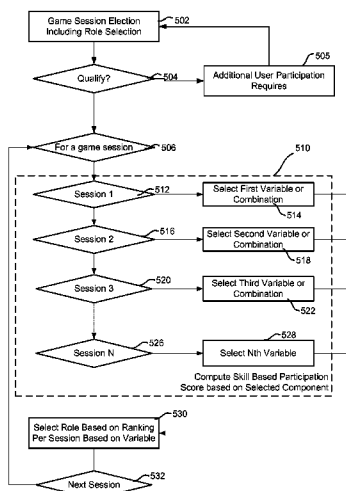 Game Session Election
Including Role Selection
502
Qualify?
504
Additional User Participation
Requires
505
For a game session
506
510
Session 1
512
Select First Variable or
Combination
514
Session 2
516
Select Second Variable or
Combination
518
Session 3
520
Select Third Variable or
Combination
522
Session N
526
528
Select Nth Variable
Compute Skill Based Participation
Score based on Selected Component
530
Select Role Based on Ranking
Per Session Based on Variable
Next Session
532